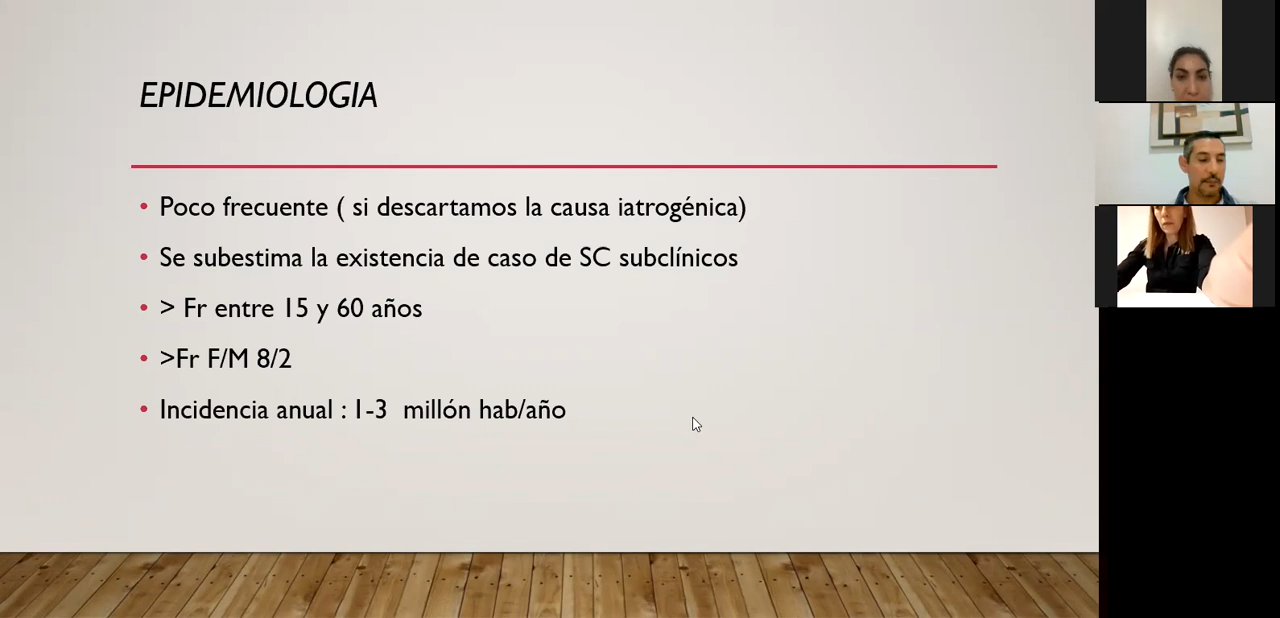 EPIDEMIOLOGIA
• Poco frecuente ( si descartamos la causa iatrogénica)
• Se subestima la existencia de caso de SC subclínicos
• > Fr entre 15 y 60 años
• >Fr F/M 8/2
• Incidencia anual : 1-3  millón hab/año